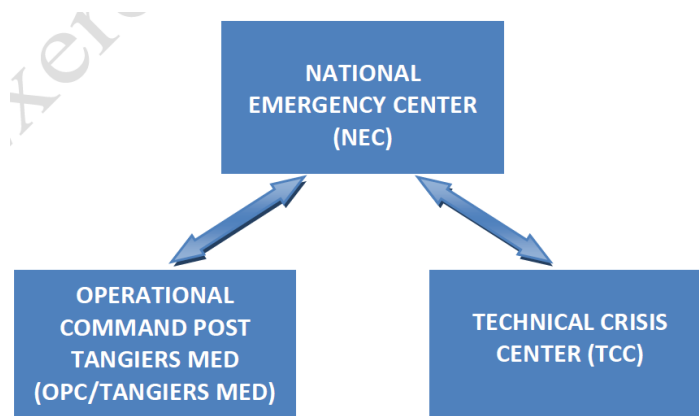 NATIONAL
EMERGENCY CENTER
(NEC)
OPERATIONAL
COMMAND POST
TANGIERS MED
(OPC/TANGIERS MED)
TECHNICAL CRISIS
CENTER (TCC)